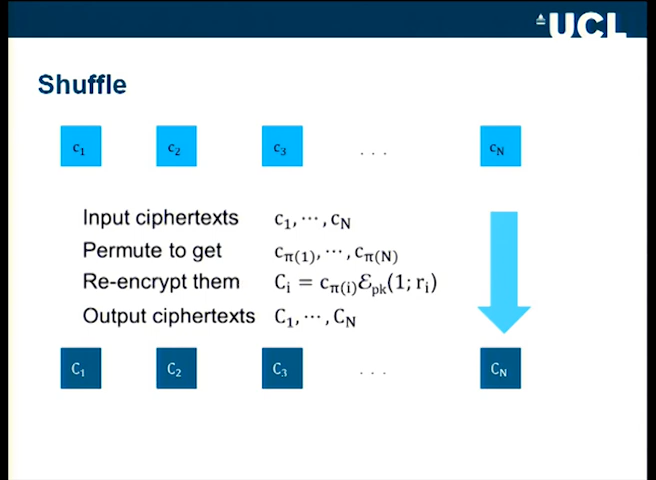 UCL
Shuffle
c₁ c₂ c₃ . . . c_N
Input ciphertexts c₁, ⋯ , c_N
Permute to get c_π(1), ⋯ , c_π(N)
Re-encrypt them C_i = c_π(i)ℰ_pk(1; r_i)
Output ciphertexts C₁, ⋯ , C_N
C₁ C₂ C₃ . . . C_N